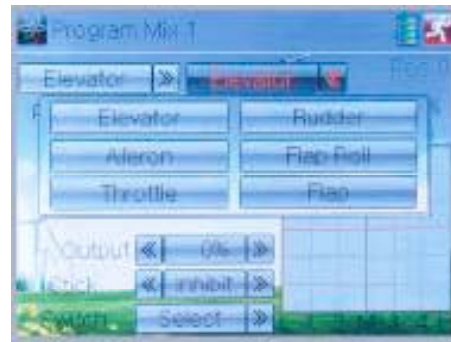 Program Mix 1
Elevator Elevator
Elevator Rudder
Aileron Flap Roll
Throttle Flap
Output 0%
Stick inhibit
Switch Select